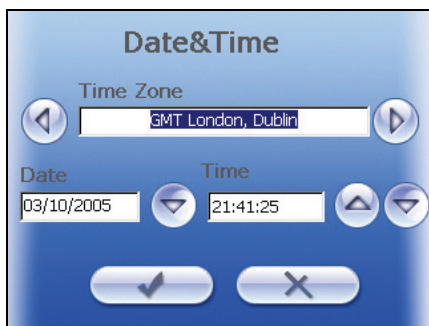 Date&Time
Time Zone
GMT London, Dublin
Date
Time
03/10/2005
21:41:25